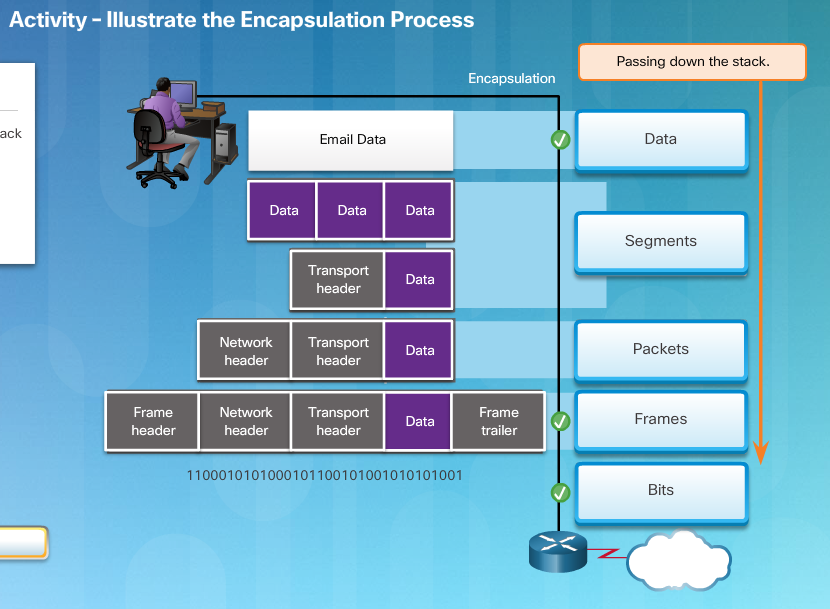 Activity – Illustrate the Encapsulation Process
Passing down the stack.
Encapsulation
ack
Email Data
Data
Data
Data
Data
Segments
Transport
header
Data
Network
header
Transport
header
Data
Packets
Frame
header
Network
header
Transport
header
Data
Frame
trailer
Frames
1100010101000101100101001010101001
Bits